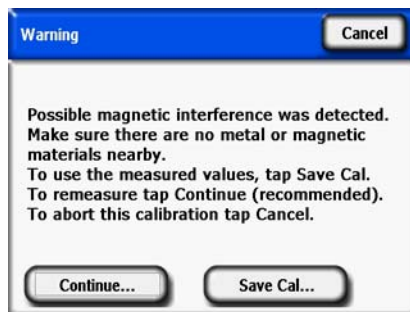 Warning
Cancel
Possible magnetic interference was detected.
Make sure there are no metal or magnetic
materials nearby.
To use the measured values, tap Save Cal.
To remeasure tap Continue (recommended).
To abort this calibration tap Cancel.
Continue...
Save Cal...